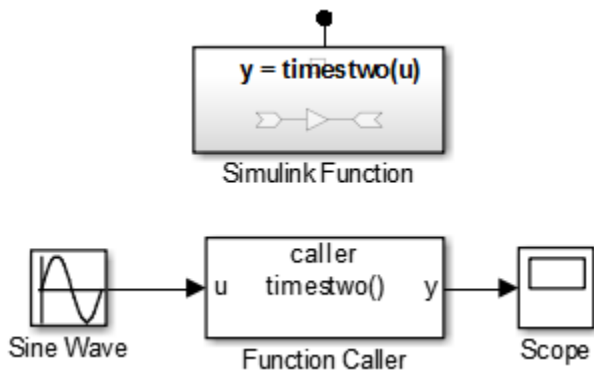 y = timestwo(u)
Simulink Function
caller
u timestwo() y
Sine Wave
Function Caller
Scope